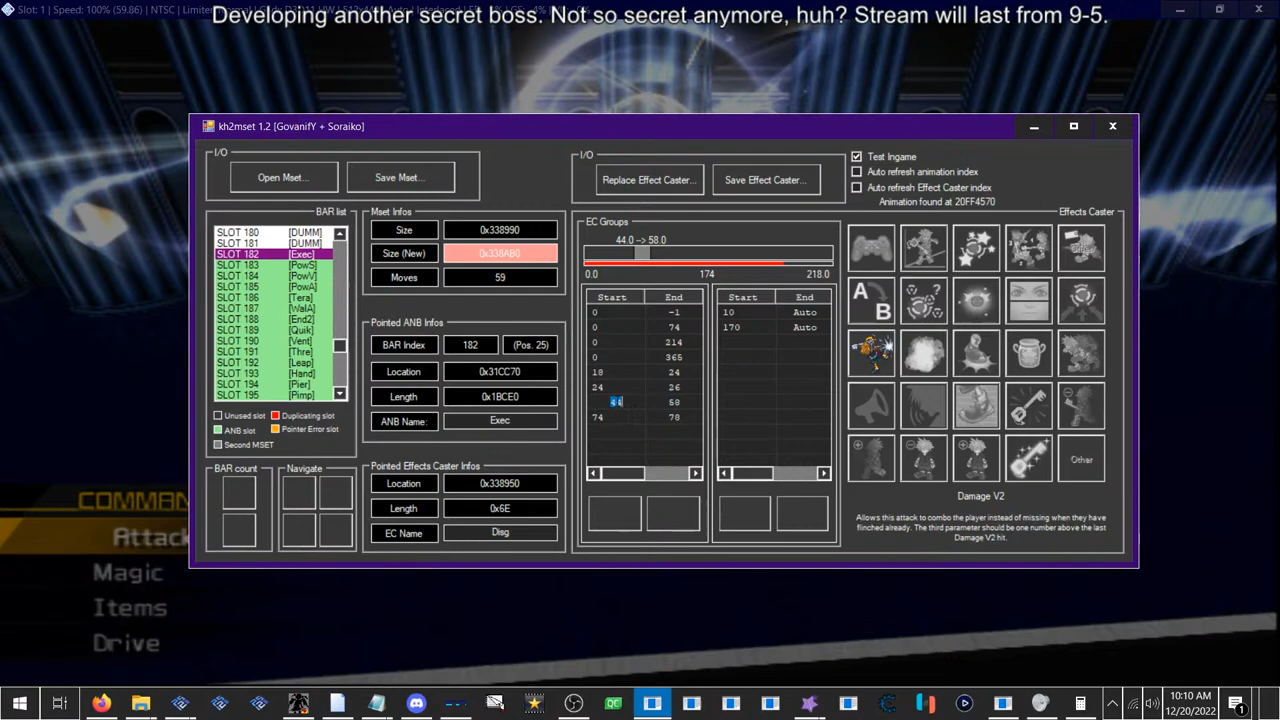 Slot: 1 | Speed: 100% (59.86) | NTSC |
Developing another secret boss. Not so secret anymore, huh? Stream will last from 9-5.
kh2mset 1.2 [GovanifY + Soraiko]
I/O
Open Mset...
Save Mset...
I/O
Replace Effect Caster...
Save Effect Caster...
Test Ingame
Auto refresh animation index
Auto refresh Effect Caster index
Animation found at 20FF4570
BAR list
SLOT 180 [DUMM]
SLOT 181 [DUMM]
SLOT 182 [Exec]
SLOT 183 [PowS]
SLOT 184 [PowV]
SLOT 185 [PowA]
SLOT 186 [Tera]
SLOT 187 [WalA]
SLOT 188 [End2]
SLOT 189 [Quik]
SLOT 190 [Vent]
SLOT 191 [Thre]
SLOT 192 [Leap]
SLOT 193 [Hand]
SLOT 194 [Pier]
SLOT 195 [Pimp]
Unused slot
Duplicating slot
ANB slot
Pointer Error slot
Second MSET
BAR count
Navigate
Mset Infos
Size 0x338990
Size (New) 0x338AB0
Moves 59
Pointed ANB Infos
BAR Index 182 (Pos. 25)
Location 0x31CC70
Length 0x1BCE0
ANB Name: Exec
Pointed Effects Caster Infos
Location 0x338950
Length 0x6E
EC Name Disg
EC Groups
44.0 -> 58.0
0.0 174 218.0
Start End
0 -1
0 74
0 214
0 365
18 24
24 26
44 58
74 78
Start End
10 Auto
170 Auto
Effects Caster
A
B
Other
Damage V2
Allows this attack to combo the player instead of missing when they have
flinched already. The third parameter should be one number above the last
Damage V2 hit.
COMMAN
Attack
Magic
Items
Drive
QC
10:10 AM
12/20/2022
1